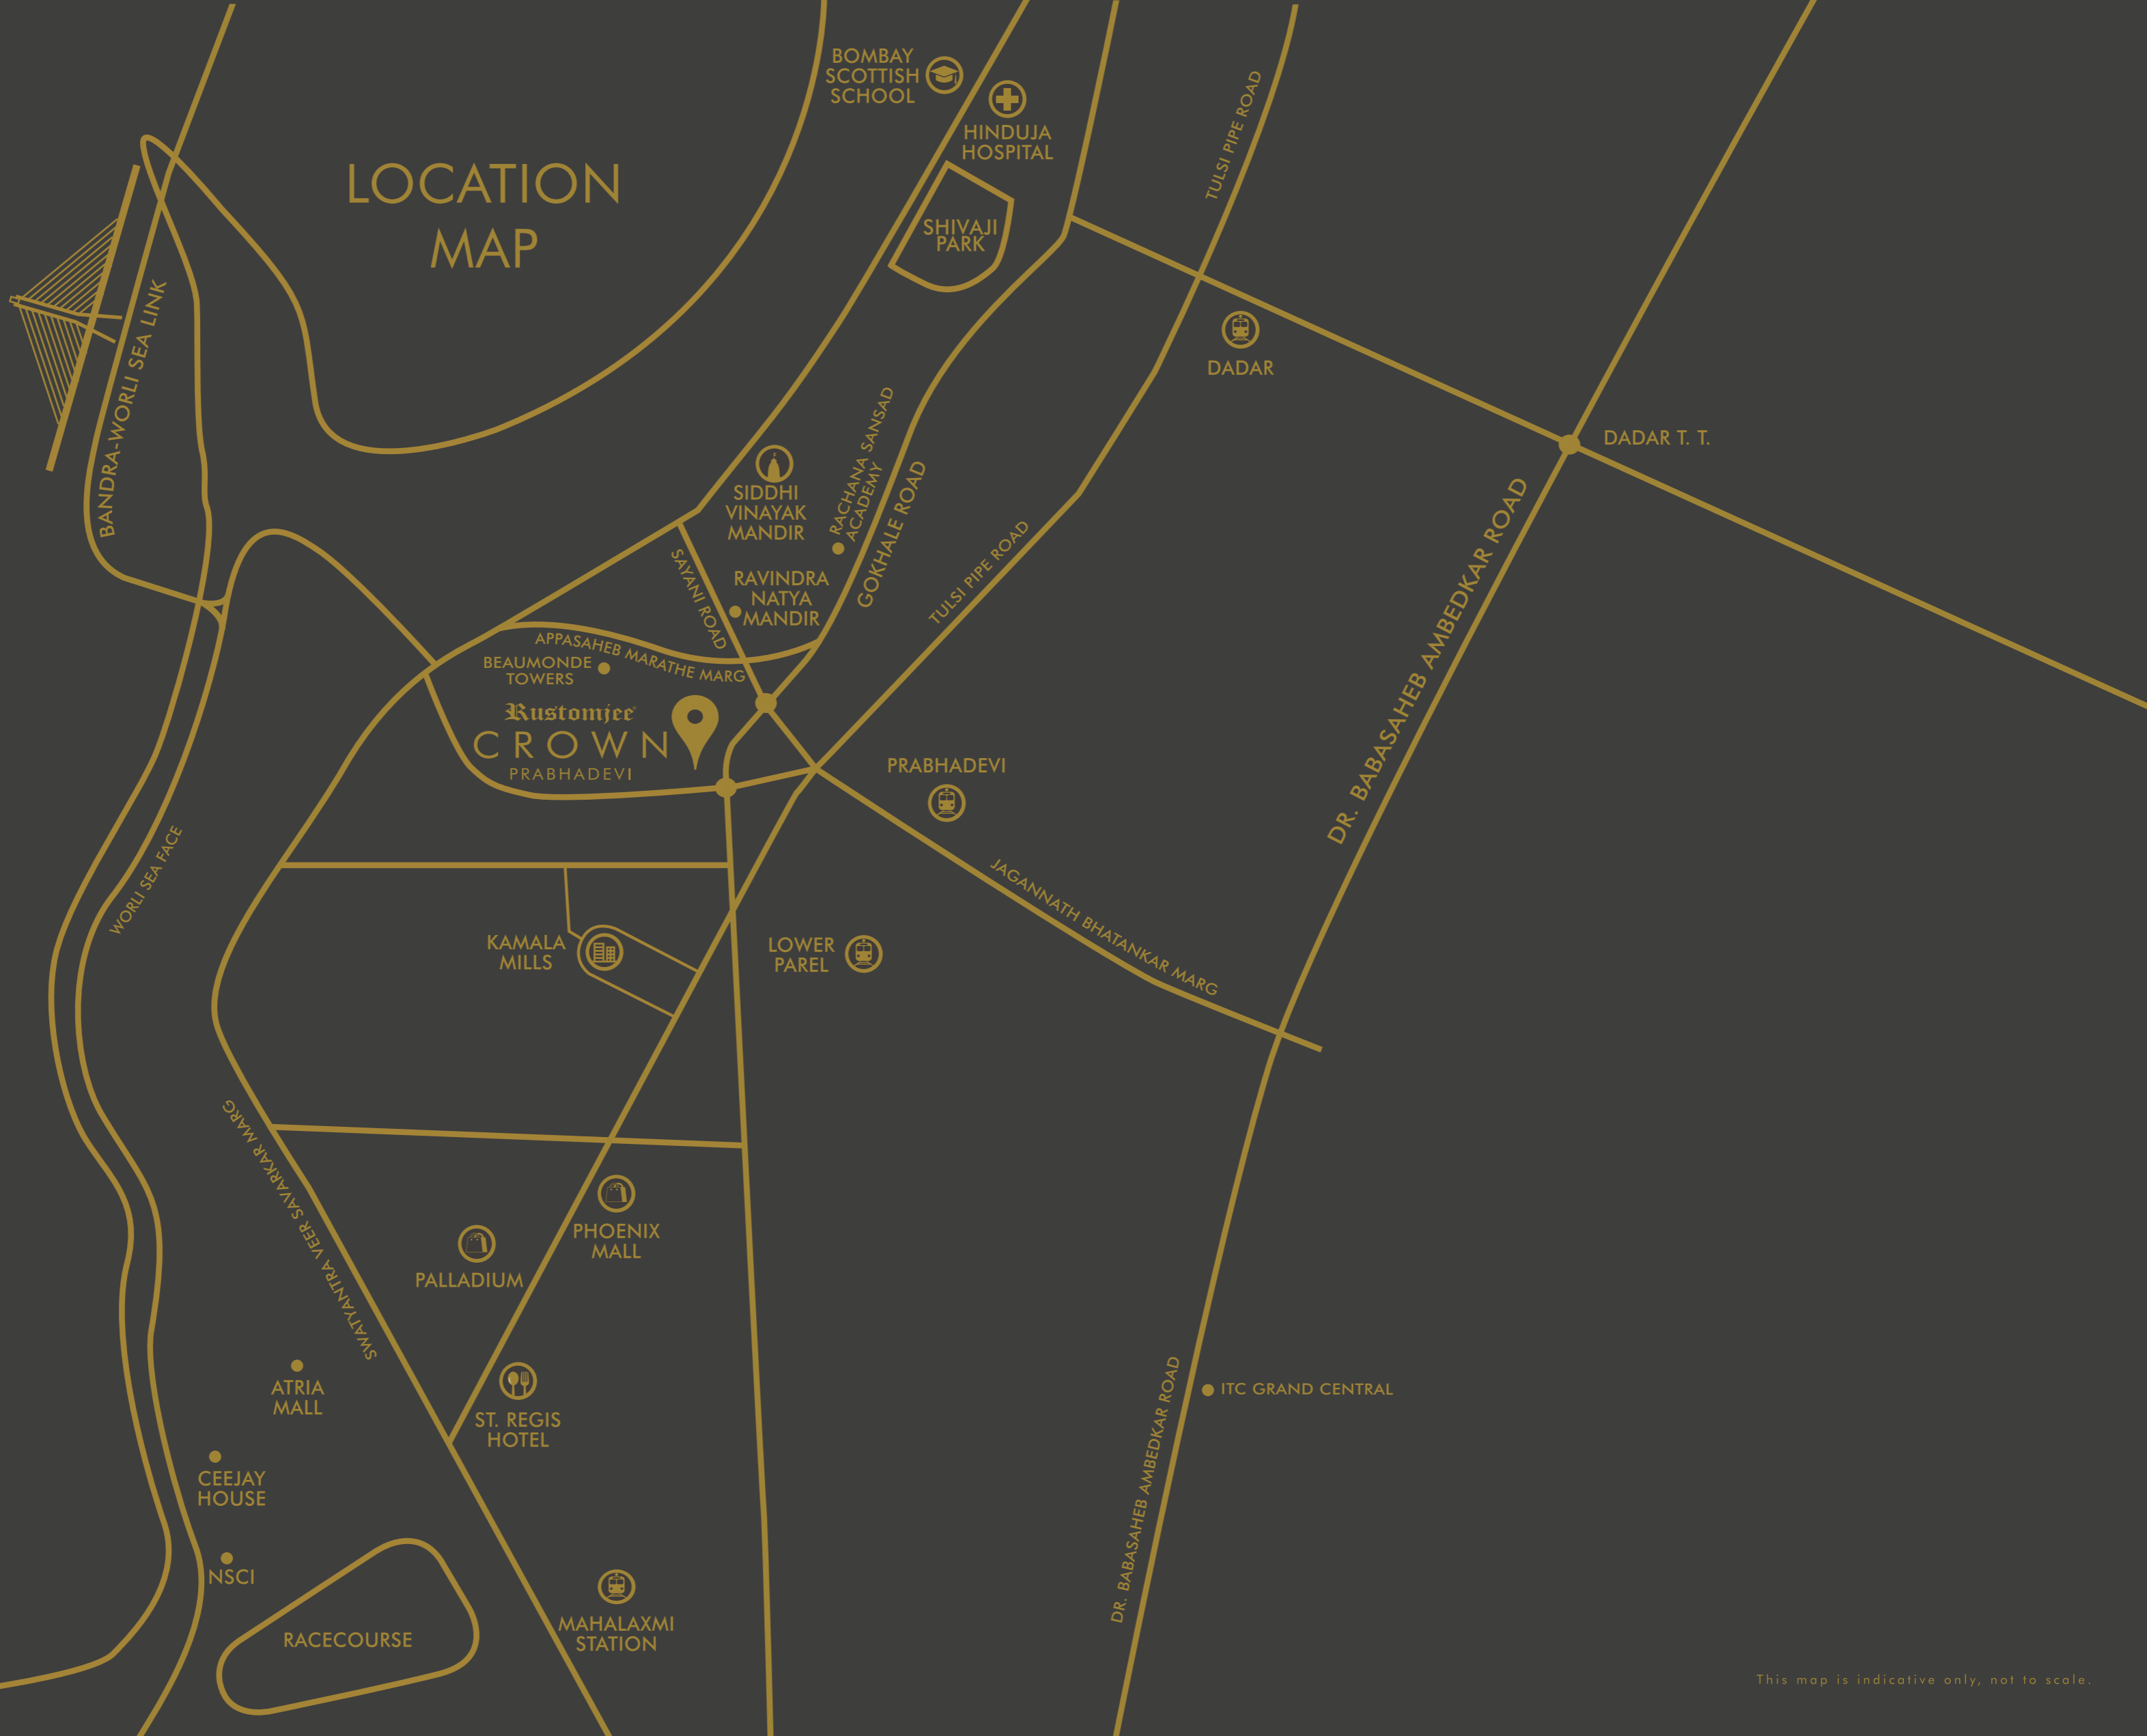 LOCATION
MAP
BOMBAY
SCOTTISH
SCHOOL
HINDUJA
HOSPITAL
SHIVAJI
PARK
TULSI PIPE ROAD
DADAR
DADAR T. T.
BANDRA-WORLI SEA LINK
SIDDHI
VINAYAK
MANDIR
RACHANA SANSAD
ACADEMY
GOKHALE ROAD
TULSI PIPE ROAD
SAYANI ROAD
RAVINDRA
NATYA
MANDIR
APPASAHEB MARATHE MARG
BEAUMONDE
TOWERS
Rustomjee
CROWN
PRABHADEVI
PRABHADEVI
DR. BABASAHEB AMBEDKAR ROAD
WORLI SEA FACE
JAGANNATH BHATANKAR MARG
KAMALA
MILLS
LOWER
PAREL
SWATYANTRA VEER SAVARKAR MARG
PHOENIX
MALL
PALLADIUM
ATRIA
MALL
ST. REGIS
HOTEL
ITC GRAND CENTRAL
DR. BABASAHEB AMBEDKAR ROAD
CEEJAY
HOUSE
NSCI
RACECOURSE
MAHALAXMI
STATION
This map is indicative only, not to scale.